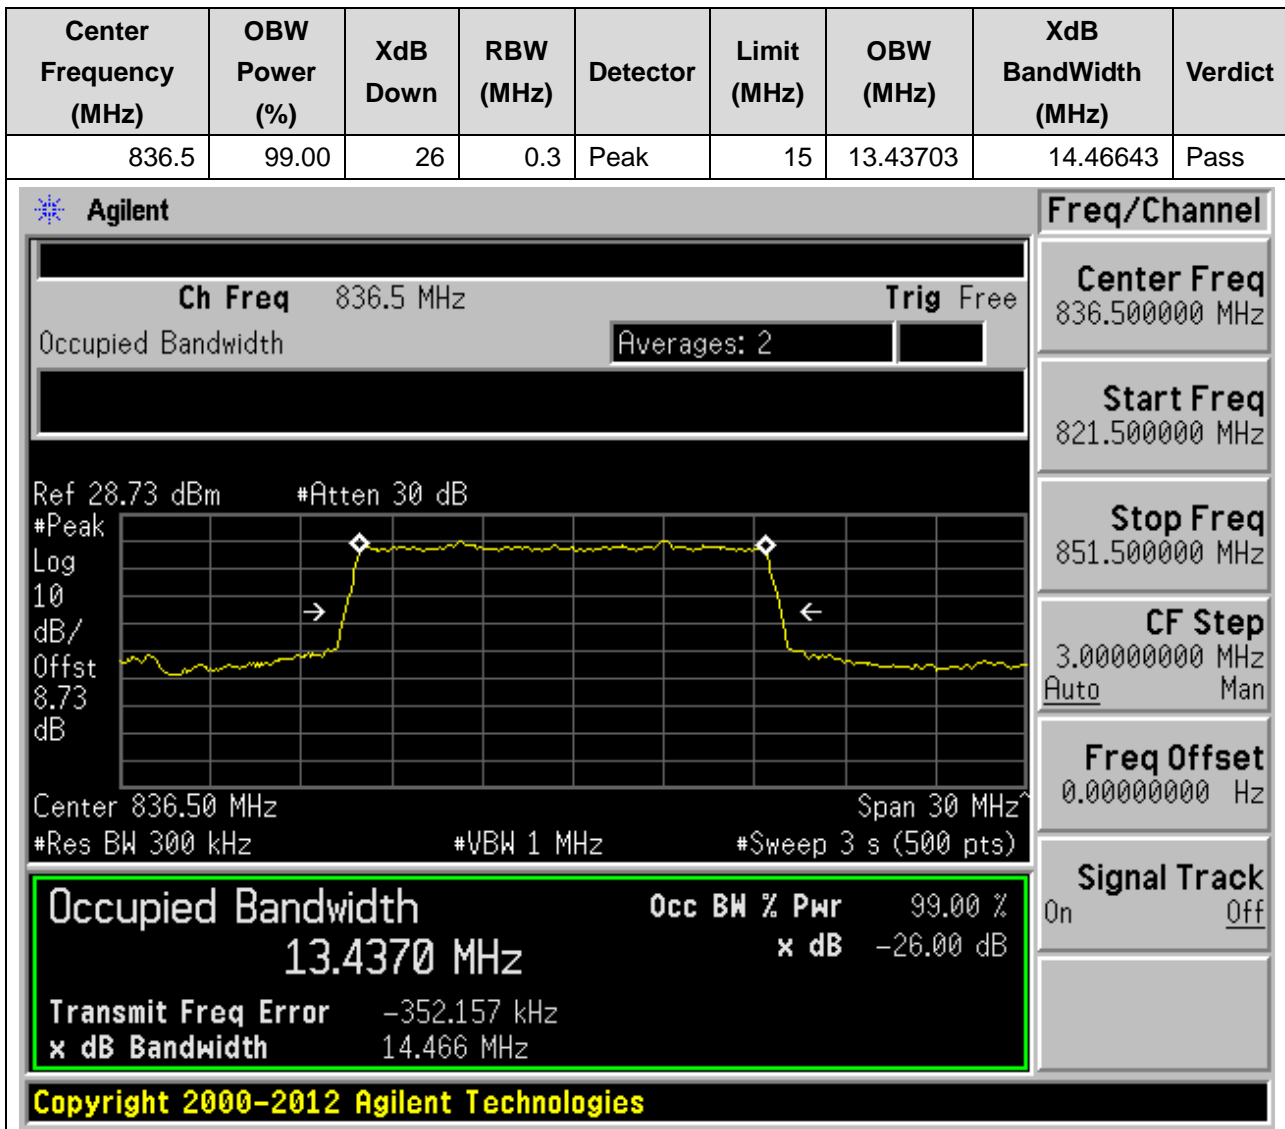 Center Frequency (MHz) OBW Power (%) XdB Down RBW (MHz) Detector Limit (MHz) OBW (MHz) XdB BandWidth (MHz) Verdict
836.5 99.00 26 0.3 Peak 15 13.43703 14.46643 Pass
Agilent
Freq/Channel
Ch Freq 836.5 MHz Trig Free
Occupied Bandwidth Averages: 2
Center Freq
836.500000 MHz
Start Freq
821.500000 MHz
Stop Freq
851.500000 MHz
CF Step
3.00000000 MHz
Auto Man
Freq Offset
0.00000000 Hz
Signal Track
On Off
Ref 28.73 dBm #Atten 30 dB
#Peak
Log
10
dB/
Offst
8.73
dB
Center 836.50 MHz Span 30 MHz^
#Res BW 300 kHz #VBW 1 MHz #Sweep 3 s (500 pts)
Occupied Bandwidth Occ BW % Pwr 99.00 %
13.4370 MHz x dB -26.00 dB
Transmit Freq Error -352.157 kHz
x dB Bandwidth 14.466 MHz
Copyright 2000-2012 Agilent Technologies